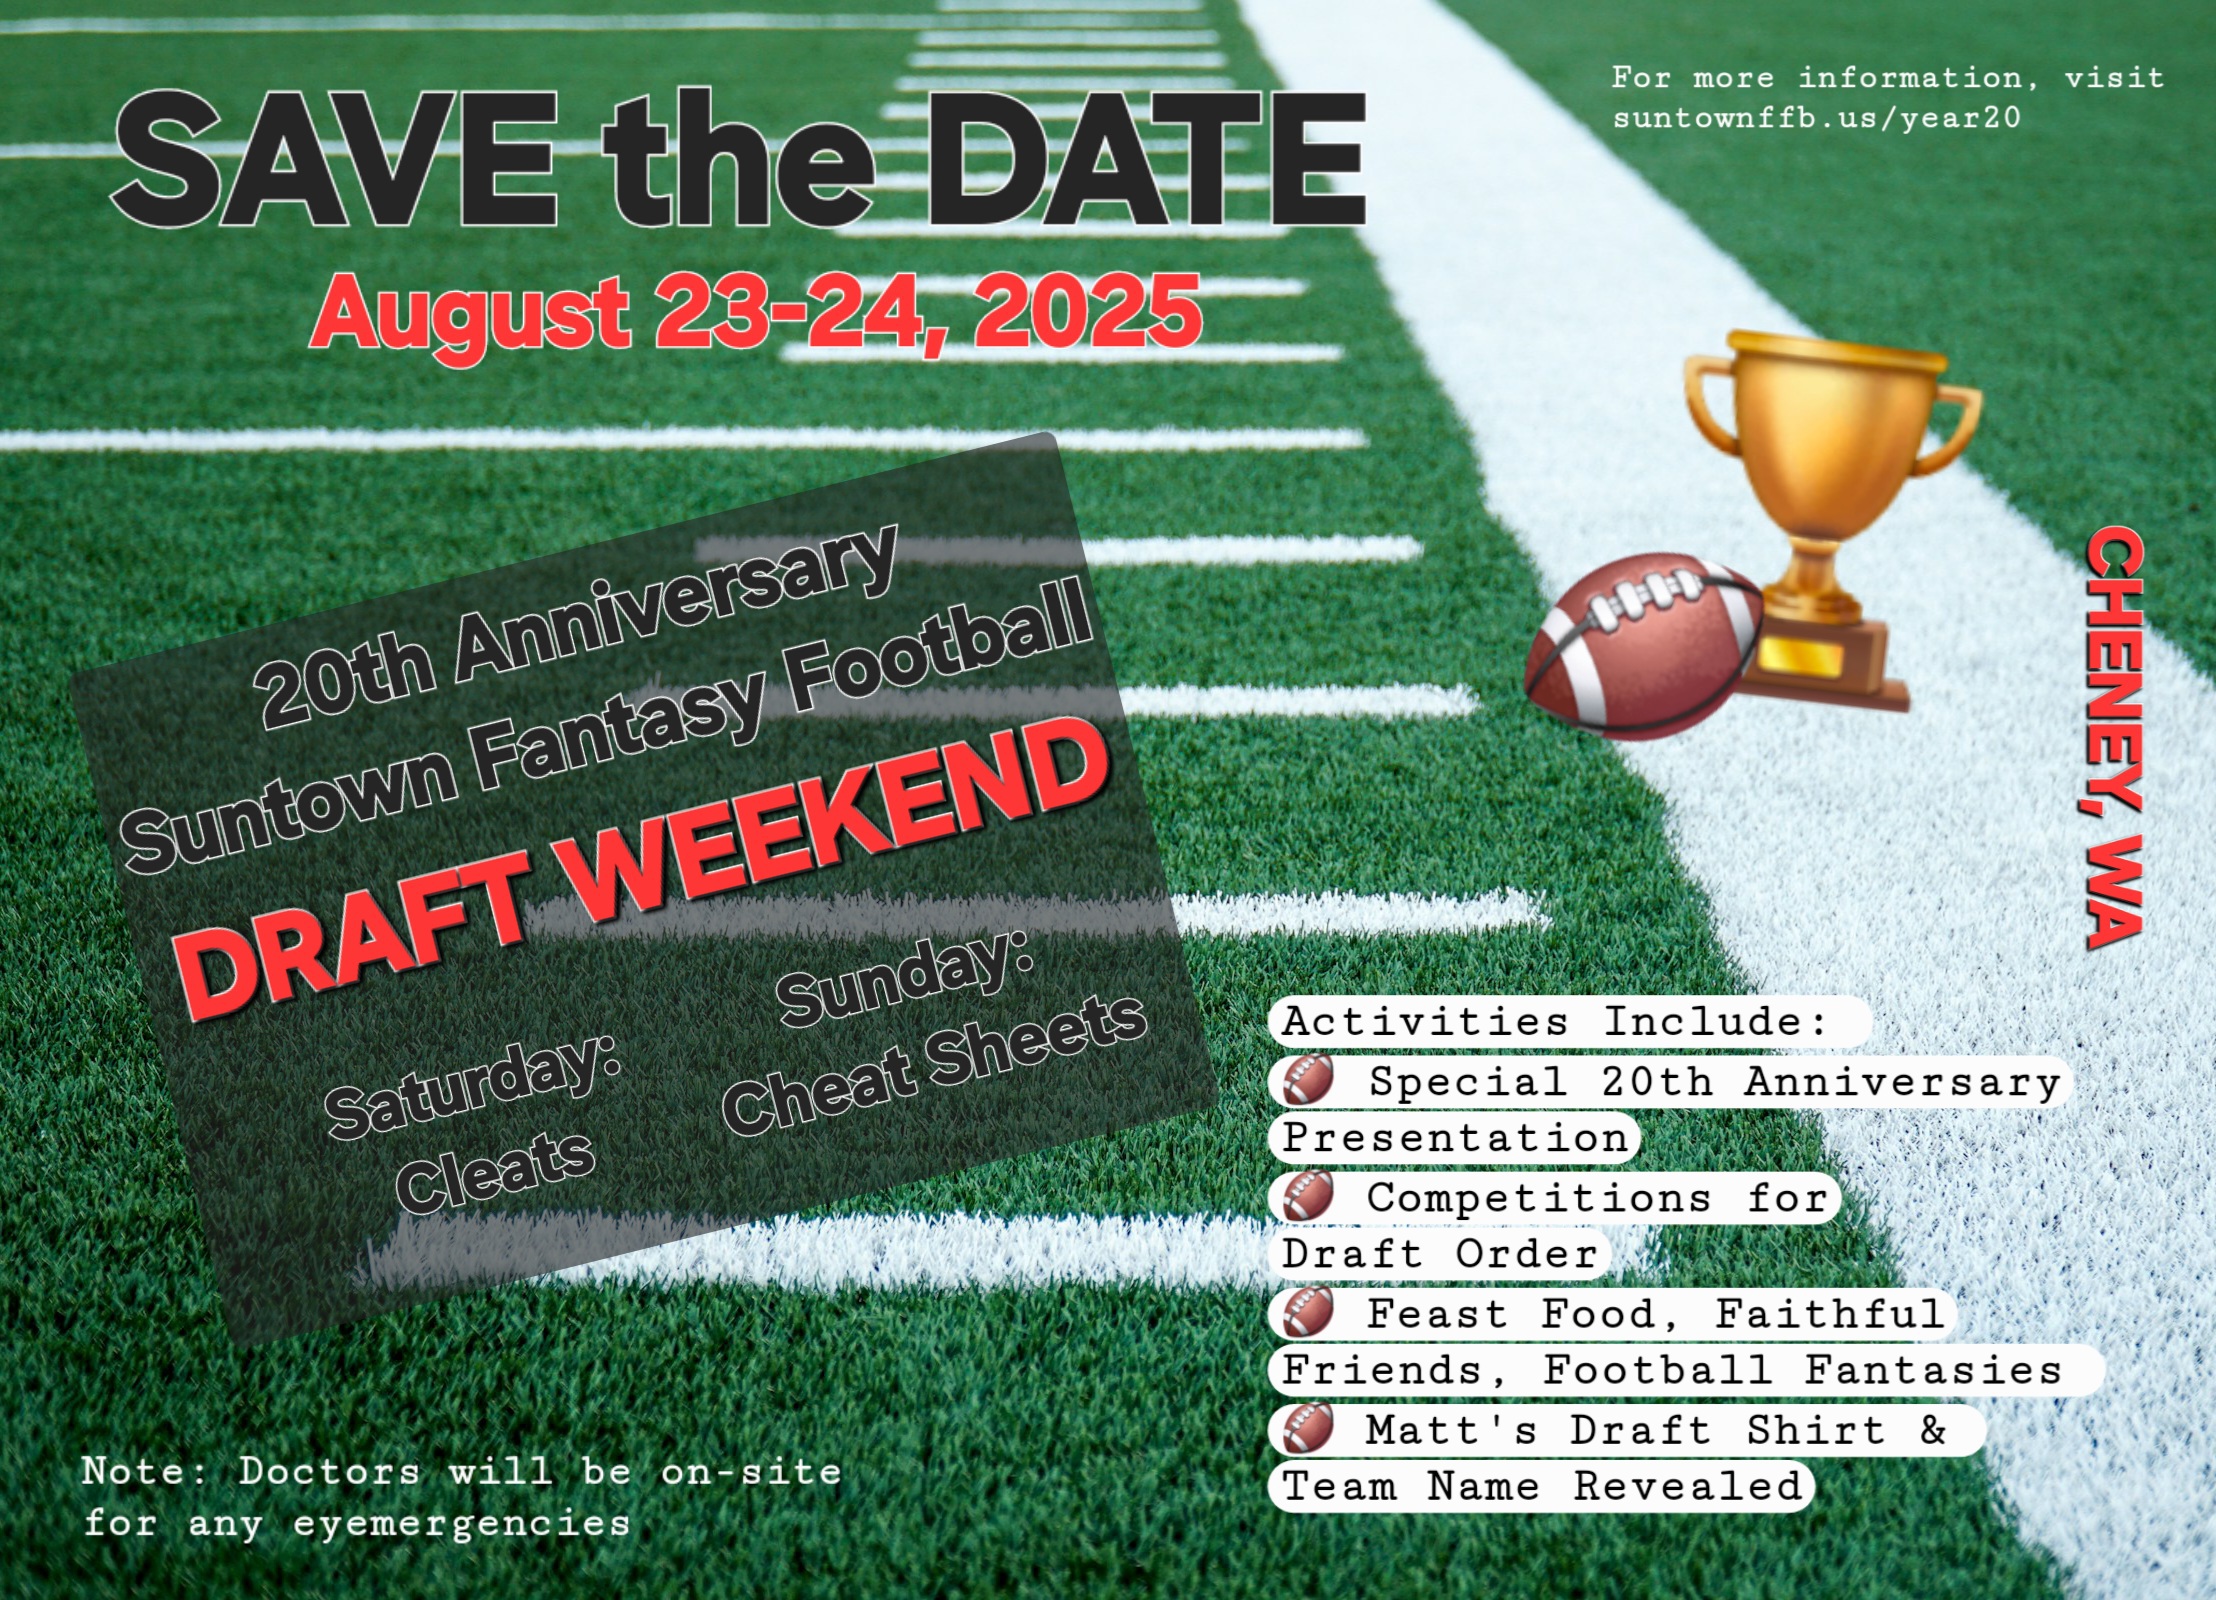 SAVE the DATE
August 23-24, 2025
For more information, visit
suntownffb.us/year20
20th Anniversary
Suntown Fantasy Football
DRAFT WEEKEND
Saturday:
Cleats
Sunday:
Cheat Sheets
CHENEY, WA
Activities Include:
🏈 Special 20th Anniversary
Presentation
🏈 Competitions for
Draft Order
🏈 Feast Food, Faithful
Friends, Football Fantasies
🏈 Matt's Draft Shirt &
Team Name Revealed
Note: Doctors will be on-site
for any eyemergencies